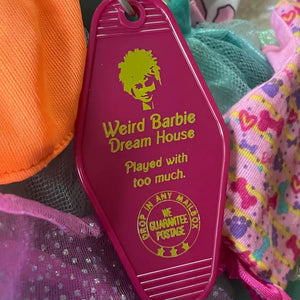 Weird Barbie
Dream House
Played with
too much.
DROP IN ANY MAILBOX
WE
GUARANTEE
POSTAGE